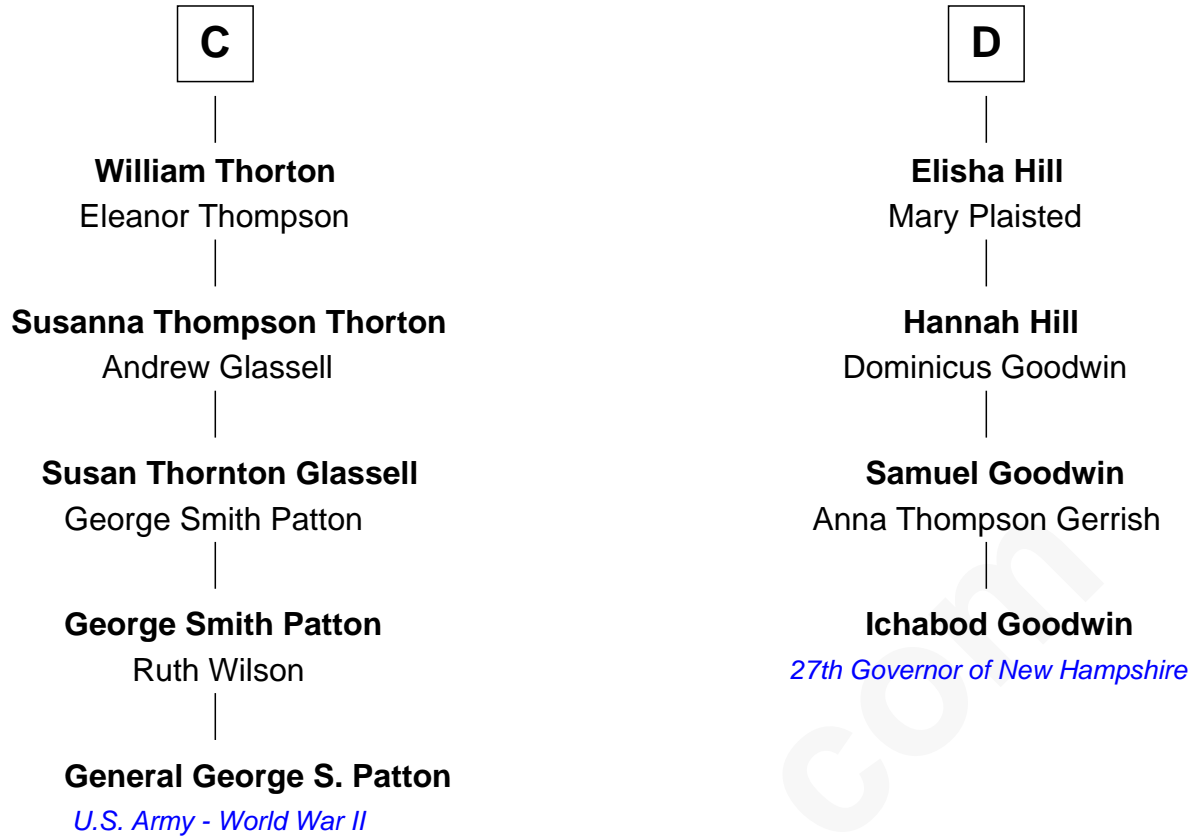 C
William Thorton
Eleanor Thompson
Susanna Thompson Thorton
Andrew Glassell
Susan Thornton Glassell
George Smith Patton
George Smith Patton
Ruth Wilson
General George S. Patton
U.S. Army - World War II
D
Elisha Hill
Mary Plaisted
Hannah Hill
Dominicus Goodwin
Samuel Goodwin
Anna Thompson Gerrish
Ichabod Goodwin
27th Governor of New Hampshire
com